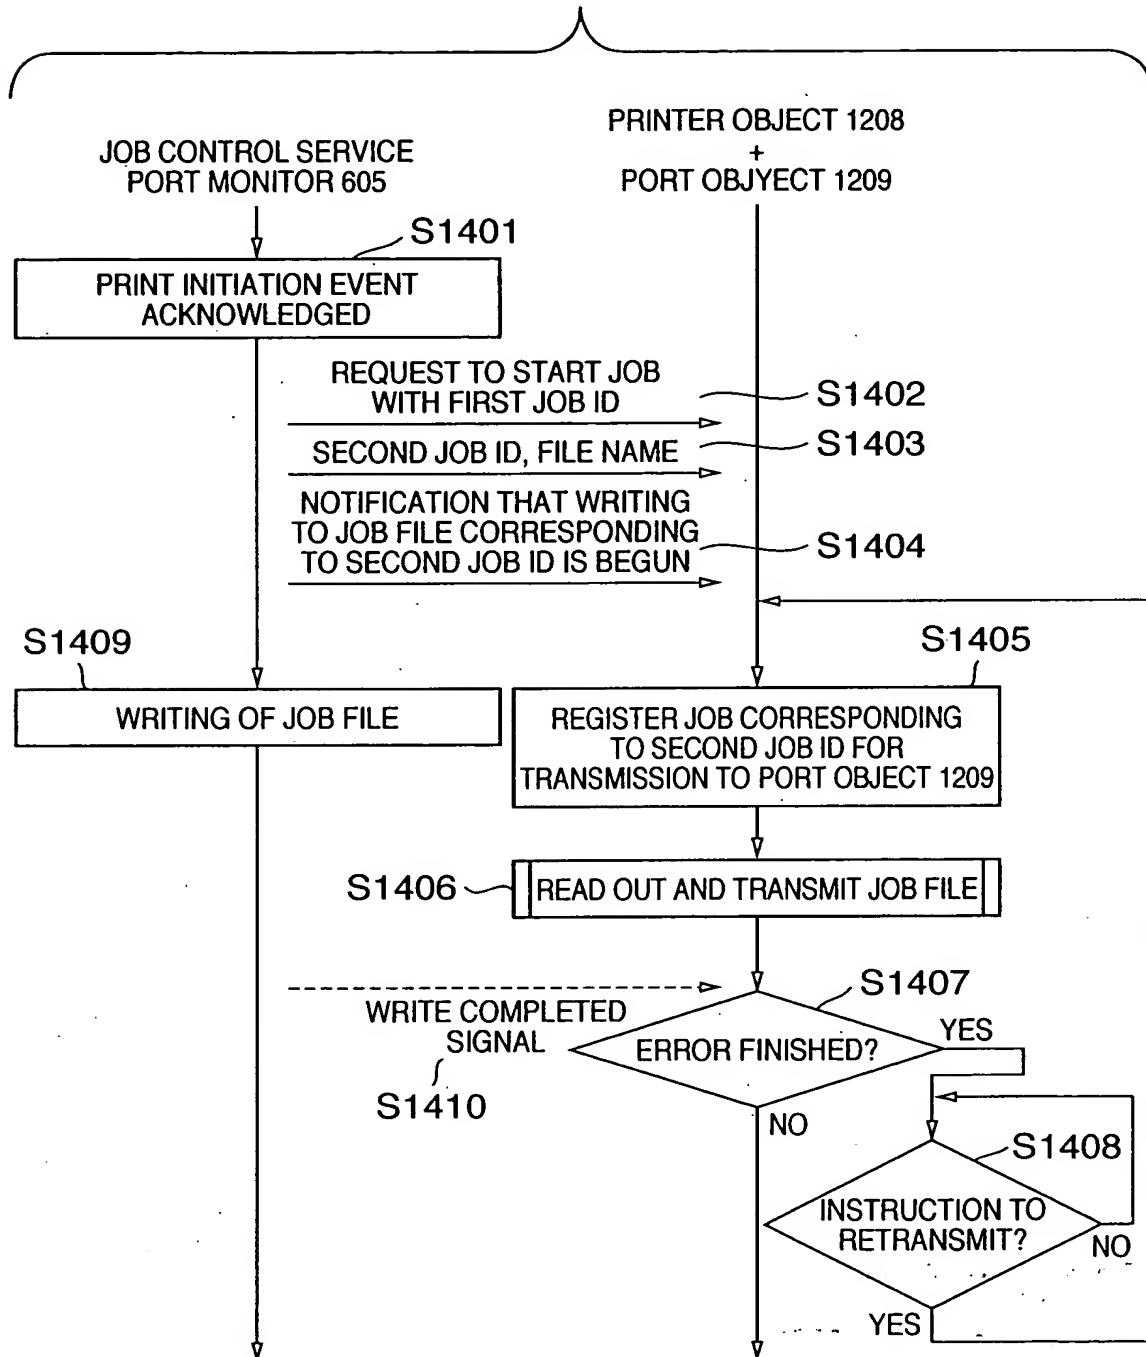 JOB CONTROL SERVICE
PORT MONITOR 605
PRINTER OBJECT 1208
+
PORT OBJYECT 1209
S1401
PRINT INITIATION EVENT
ACKNOWLEDGED
REQUEST TO START JOB
WITH FIRST JOB ID
S1402
SECOND JOB ID, FILE NAME
S1403
NOTIFICATION THAT WRITING
TO JOB FILE CORRESPONDING
TO SECOND JOB ID IS BEGUN
S1404
S1409
WRITING OF JOB FILE
S1405
REGISTER JOB CORRESPONDING
TO SECOND JOB ID FOR
TRANSMISSION TO PORT OBJECT 1209
S1406
READ OUT AND TRANSMIT JOB FILE
WRITE COMPLETED
SIGNAL
S1410
S1407
ERROR FINISHED?
YES
NO
S1408
INSTRUCTION TO
RETRANSMIT?
NO
YES